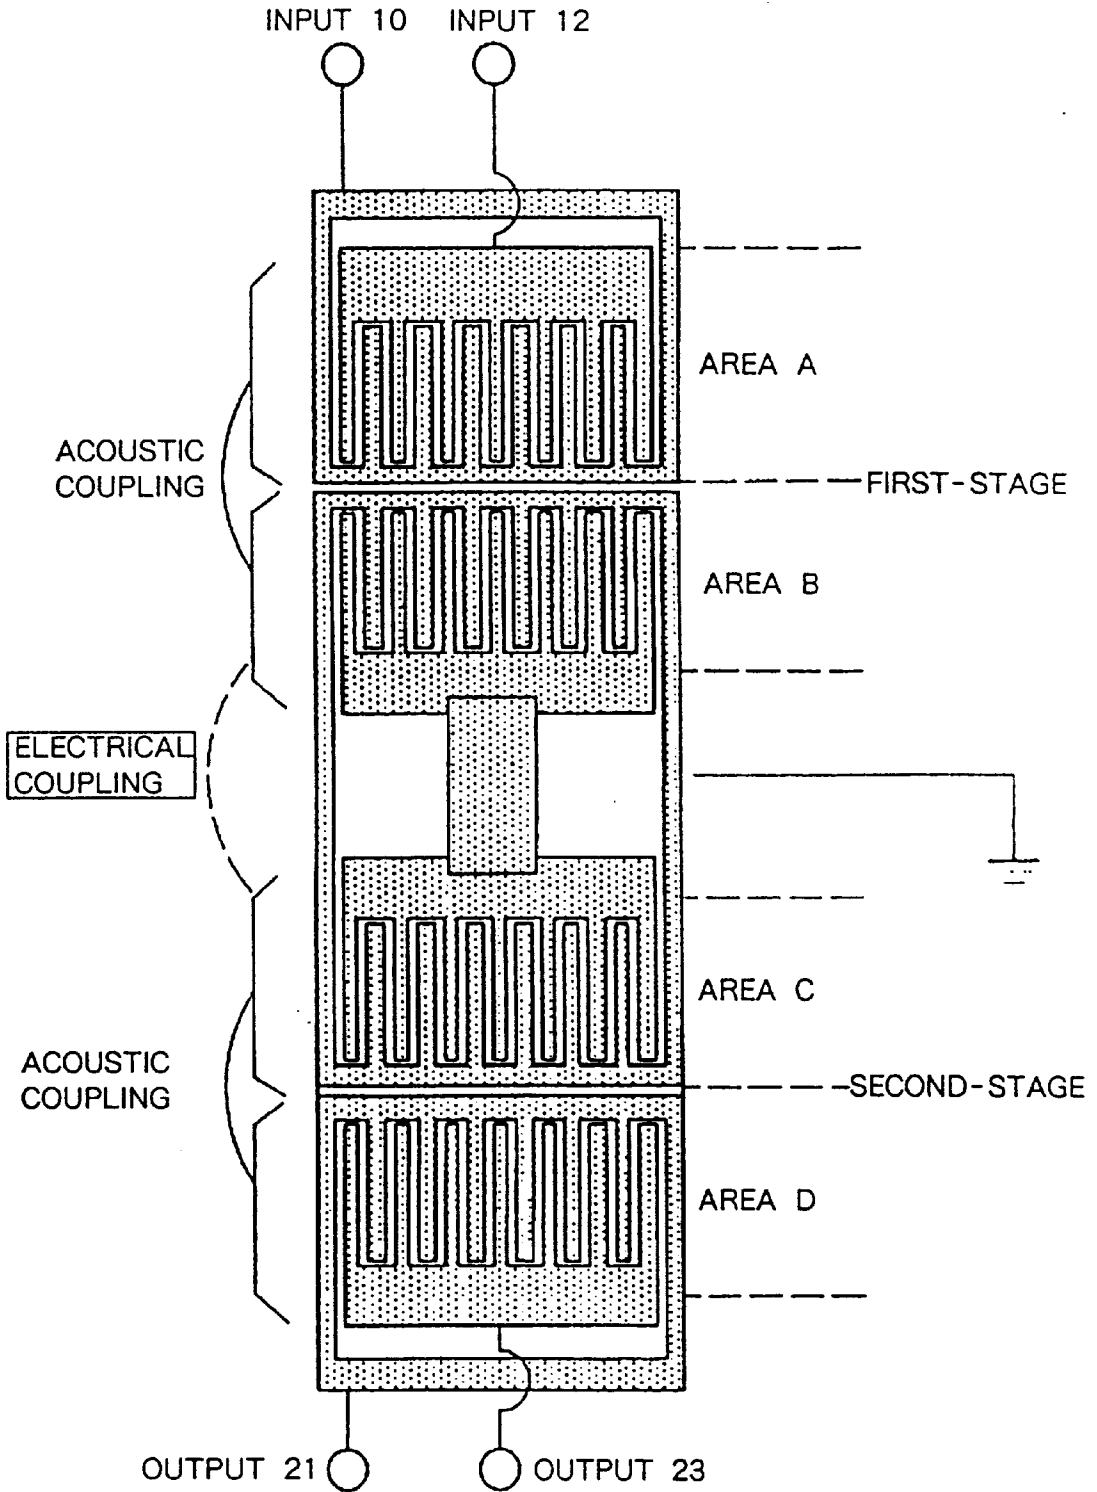 INPUT 10
INPUT 12
AREA A
ACOUSTIC
COUPLING
FIRST-STAGE
AREA B
ELECTRICAL
COUPLING
AREA C
ACOUSTIC
COUPLING
SECOND-STAGE
AREA D
OUTPUT 21
OUTPUT 23